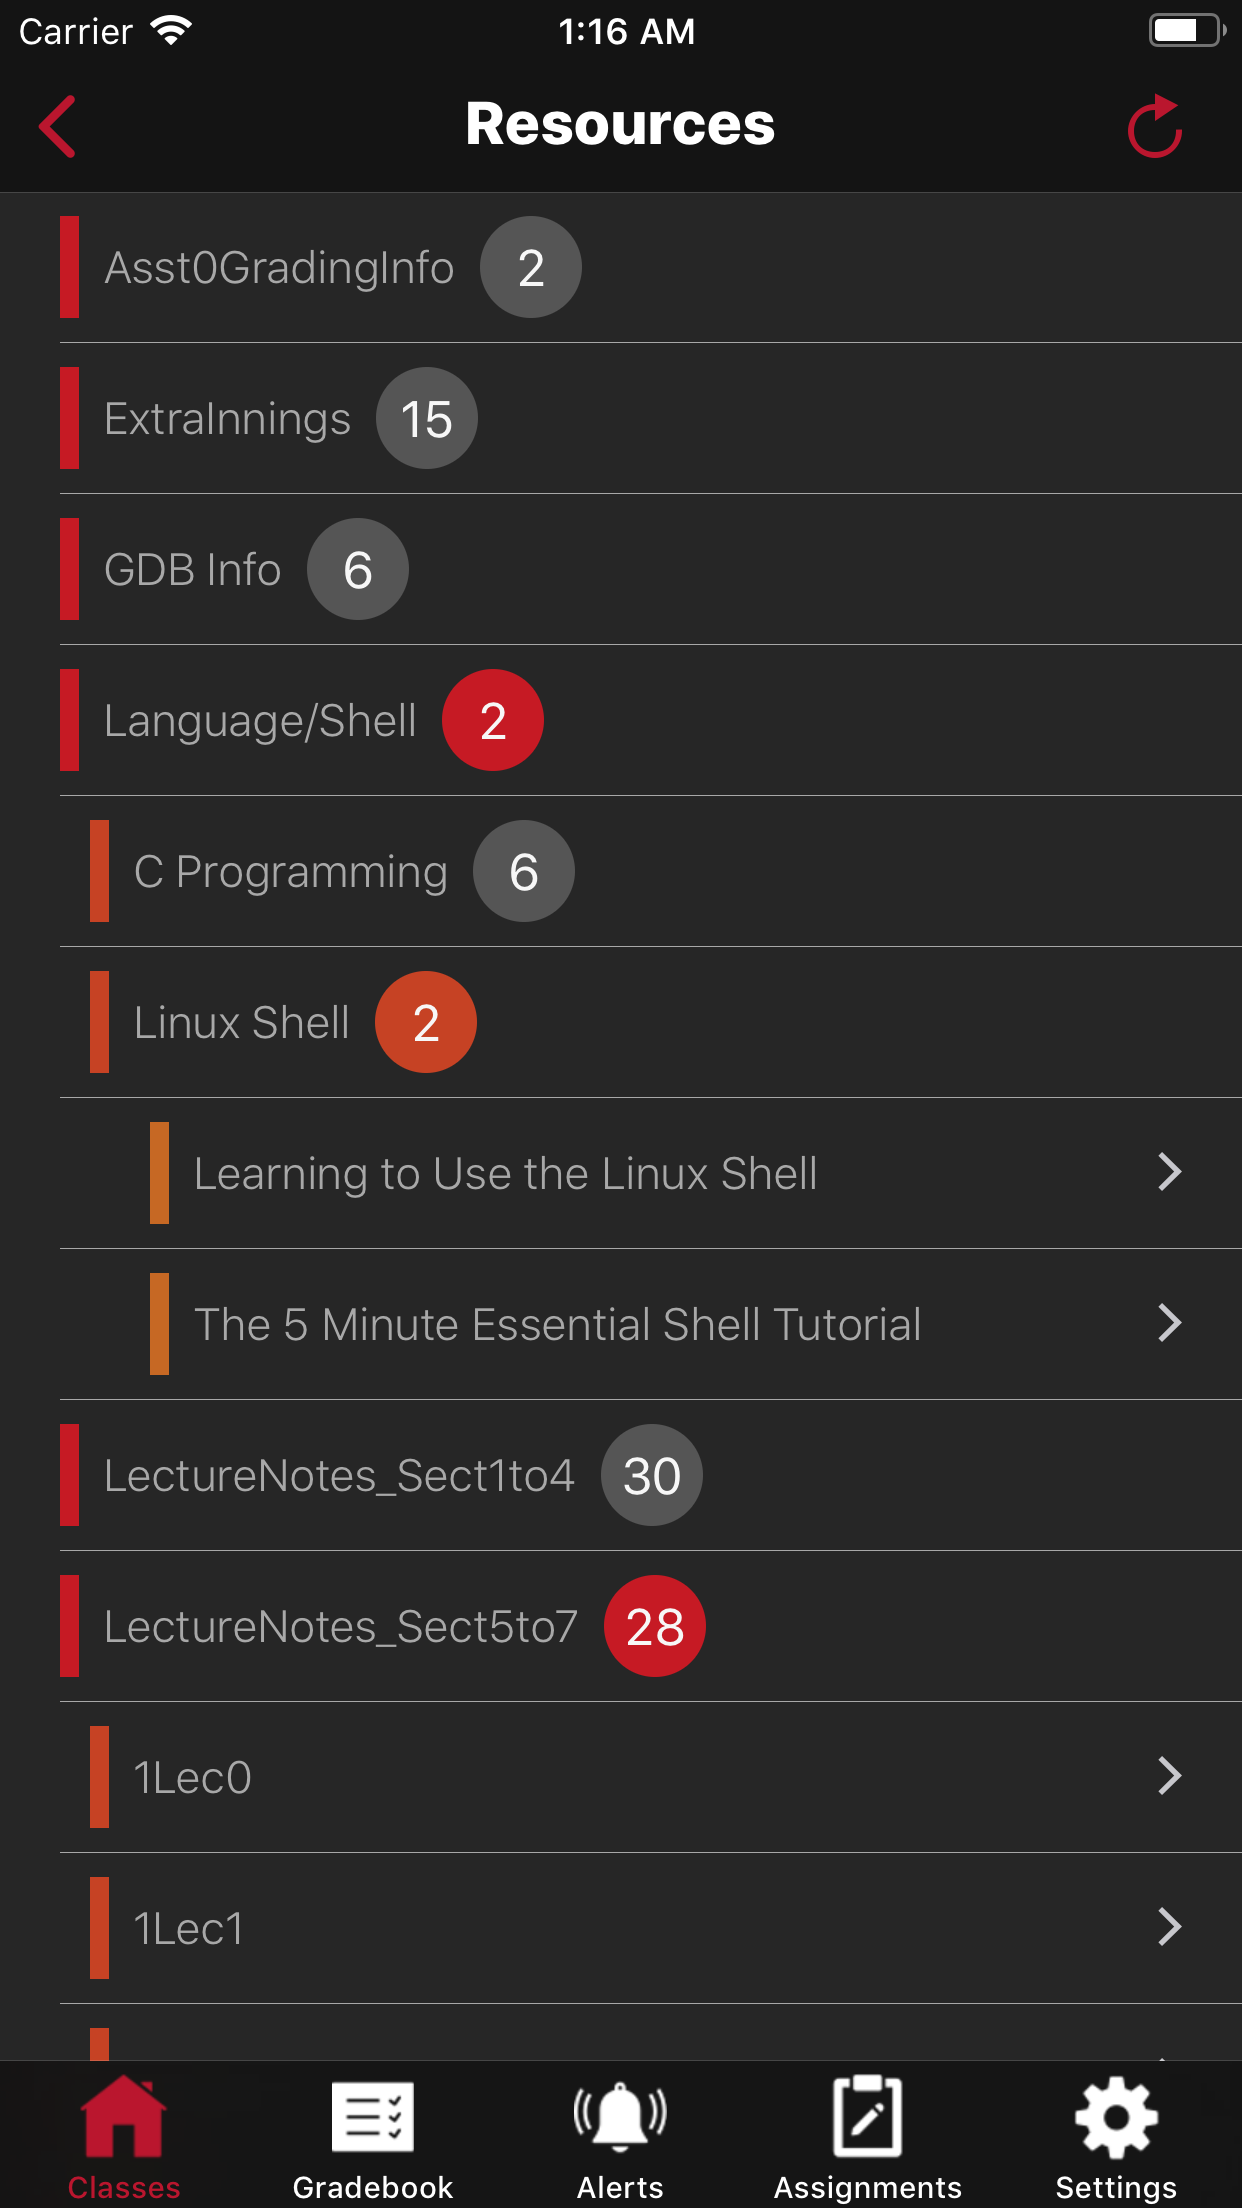 Carrier 1:16 AM
Resources
Asst0GradingInfo 2
ExtraInnings 15
GDB Info 6
Language/Shell 2
C Programming 6
Linux Shell 2
Learning to Use the Linux Shell
The 5 Minute Essential Shell Tutorial
LectureNotes_Sect1to4 30
LectureNotes_Sect5to7 28
1Lec0
1Lec1
Classes Gradebook Alerts Assignments Settings